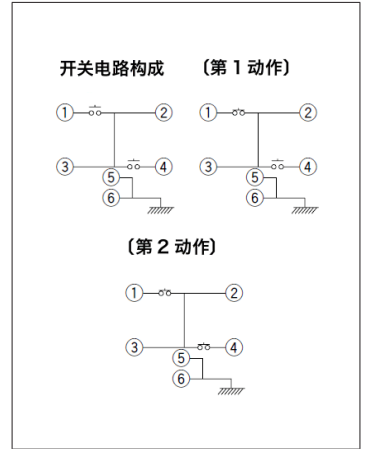 开关电路构成 〔第1动作〕
① ② ① ②
③ ④ ③ ④
⑤ ⑤
⑥ ⑥
〔第2动作〕
① ②
③ ④
⑤
⑥